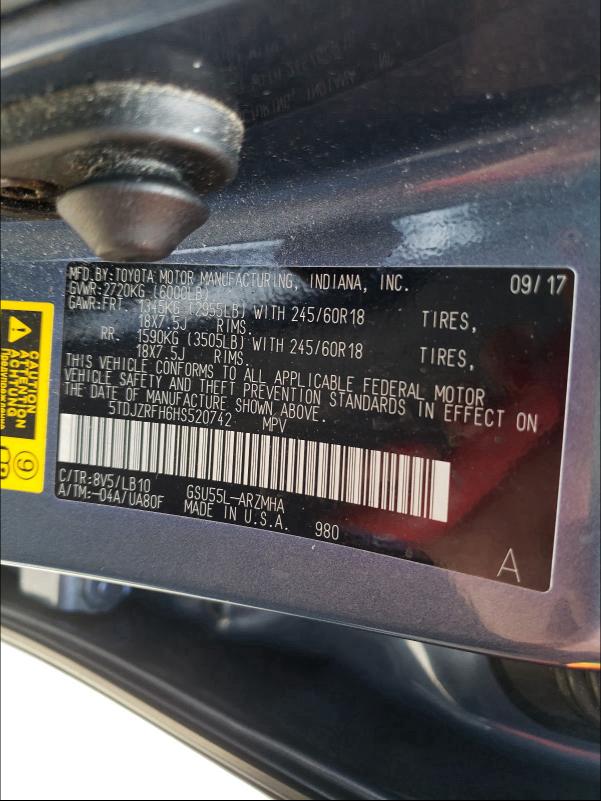 MFD.BY:TOYOTA MOTOR MANUFACTURING, INDIANA, INC. 09/17
GVWR:2720KG (6000LB)
GAWR:FRT. 1345KG (2955LB) WITH 245/60R18 TIRES,
18X7.5J RIMS.
RR. 1590KG (3505LB) WITH 245/60R18 TIRES,
18X7.5J RIMS.
THIS VEHICLE CONFORMS TO ALL APPLICABLE FEDERAL MOTOR
VEHICLE SAFETY AND THEFT PREVENTION STANDARDS IN EFFECT ON
THE DATE OF MANUFACTURE SHOWN ABOVE.
5TDJZRFH6HS520742 MPV
C/TR:8V5/LB10 GSU55L-ARZMHA
A/TM:-04A/UA80F MADE IN U.S.A. 980
A
CAUTION
ATTENTION
ACHTUNG
9